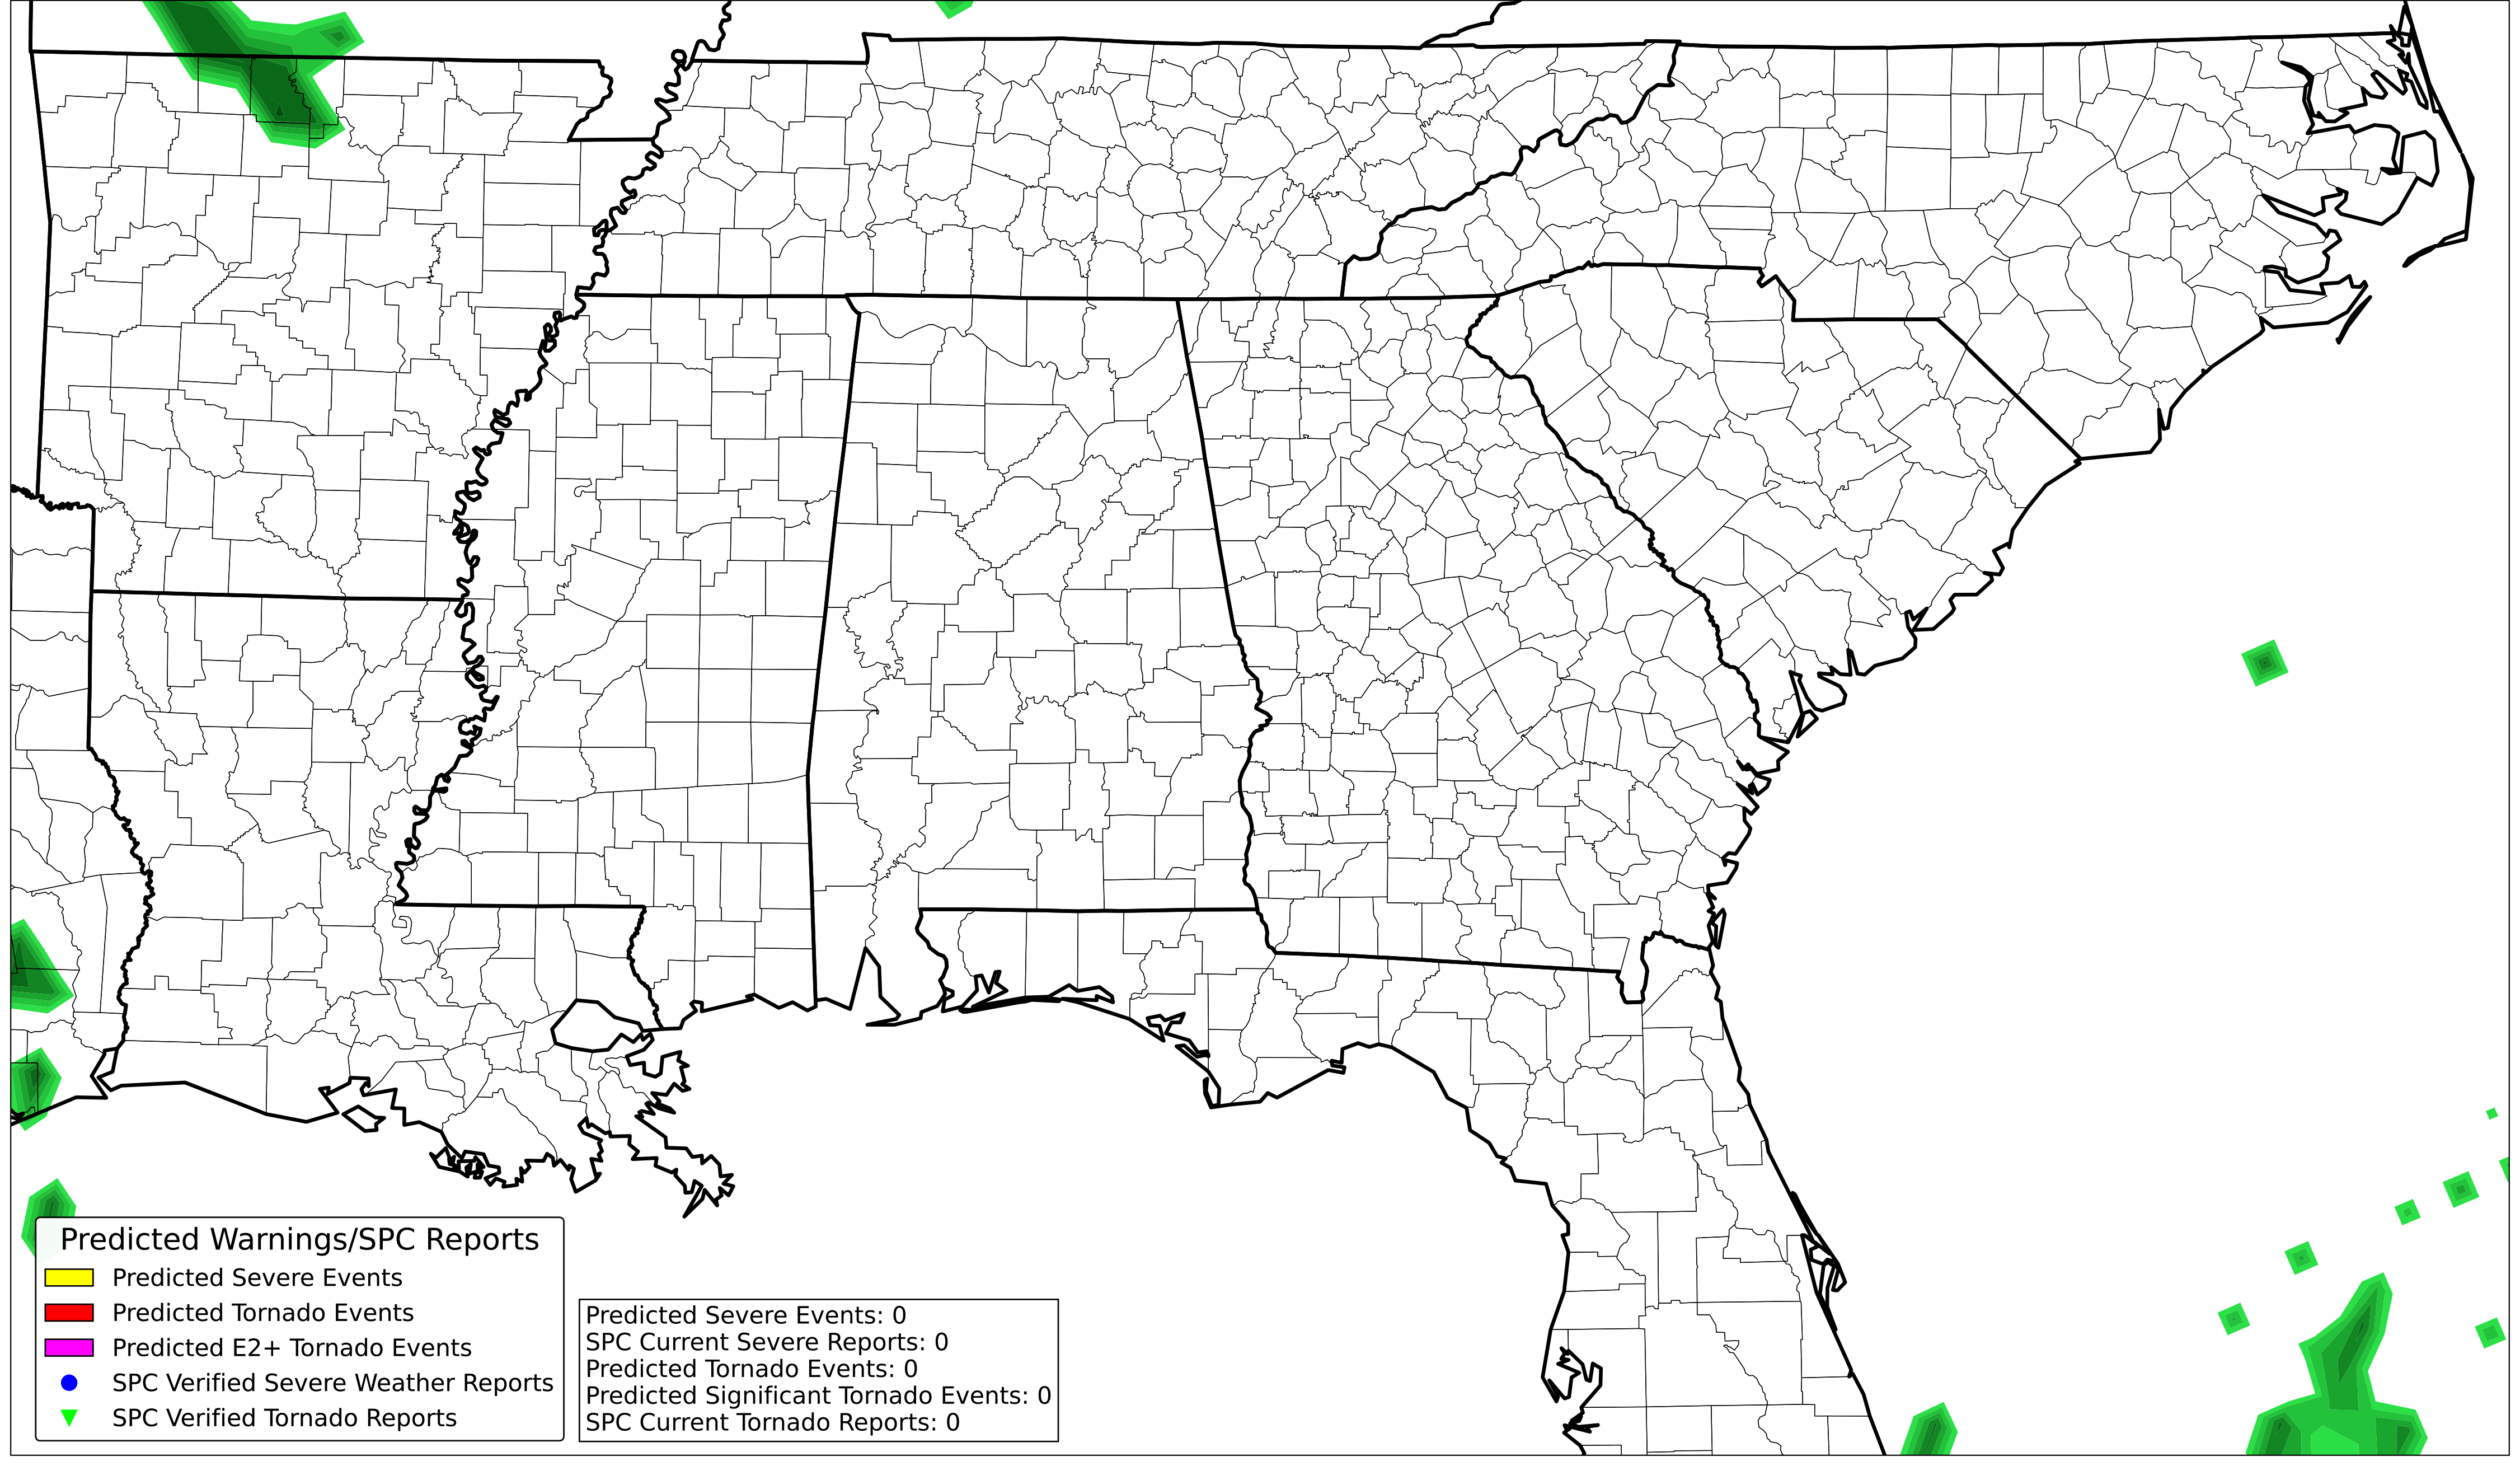 Predicted Warnings/SPC Reports
Predicted Severe Events
Predicted Tornado Events
Predicted E2+ Tornado Events
SPC Verified Severe Weather Reports
SPC Verified Tornado Reports
Predicted Severe Events: 0
SPC Current Severe Reports: 0
Predicted Tornado Events: 0
Predicted Significant Tornado Events: 0
SPC Current Tornado Reports: 0